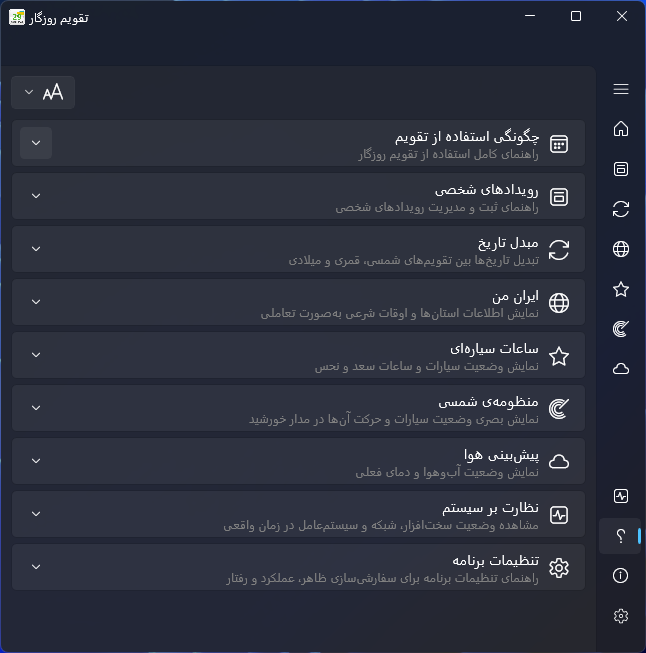 تقویم روزگار
AA
چگونگی استفاده از تقویم
راهنمای کامل استفاده از تقویم روزگار
رویدادهای شخصی
راهنمای ثبت و مدیریت رویدادهای شخصی
مبدل تاریخ
تبدیل تاریخ‌ها بین تقویم‌های شمسی، قمری و میلادی
ایران من
نمایش اطلاعات استان‌ها و اوقات شرعی به‌صورت تعاملی
ساعات سیاره‌ای
نمایش وضعیت سیارات و ساعات سعد و نحس
منظومه‌ی شمسی
نمایش بصری وضعیت سیارات و حرکت آن‌ها در مدار خورشید
پیش‌بینی هوا
نمایش وضعیت آب‌وهوا و دمای فعلی
نظارت بر سیستم
مشاهده وضعیت سخت‌افزار، شبکه و سیستم‌عامل در زمان واقعی
تنظیمات برنامه
راهنمای تنظیمات برنامه برای سفارشی‌سازی ظاهر، عملکرد و رفتار